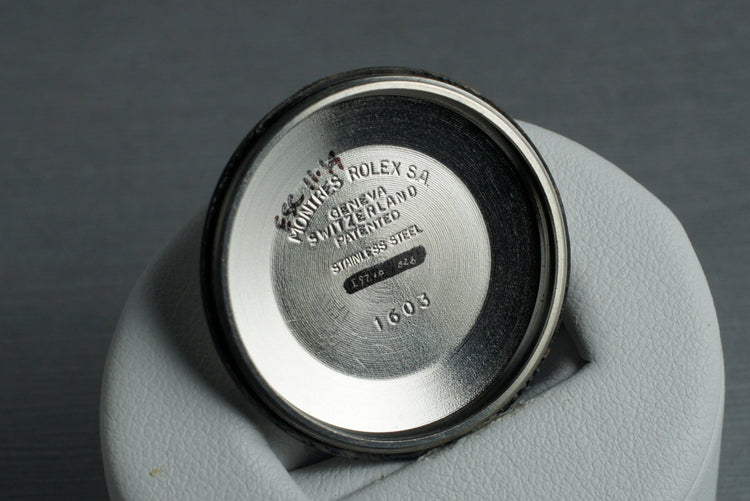 MONTRES ROLEX S.A.
GENEVA
SWITZERLAND
PATENTED
STAINLESS STEEL
1603